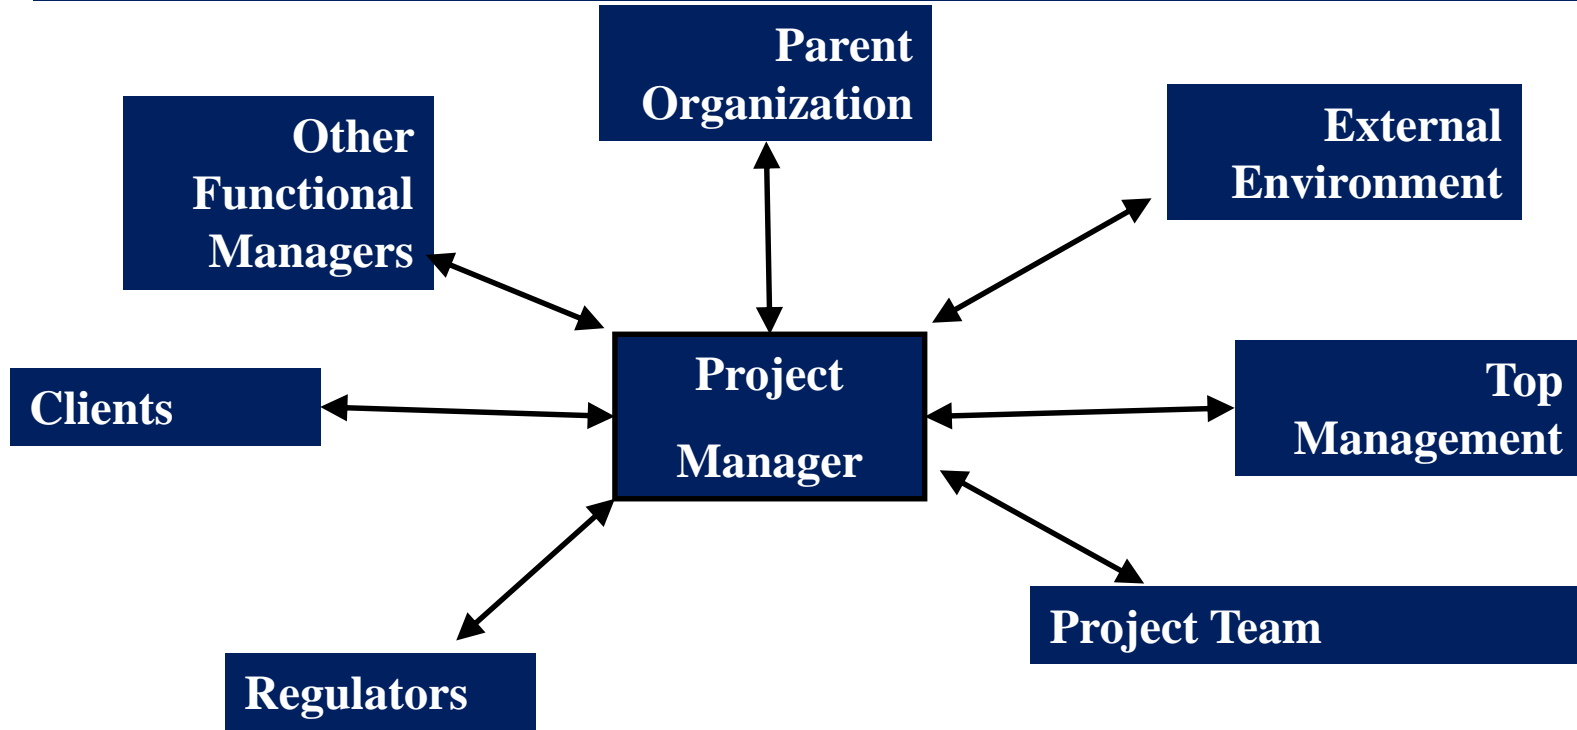 Parent
Organization
Other
Functional
Managers
External
Environment
Project
Manager
Clients
Top
Management
Project Team
Regulators